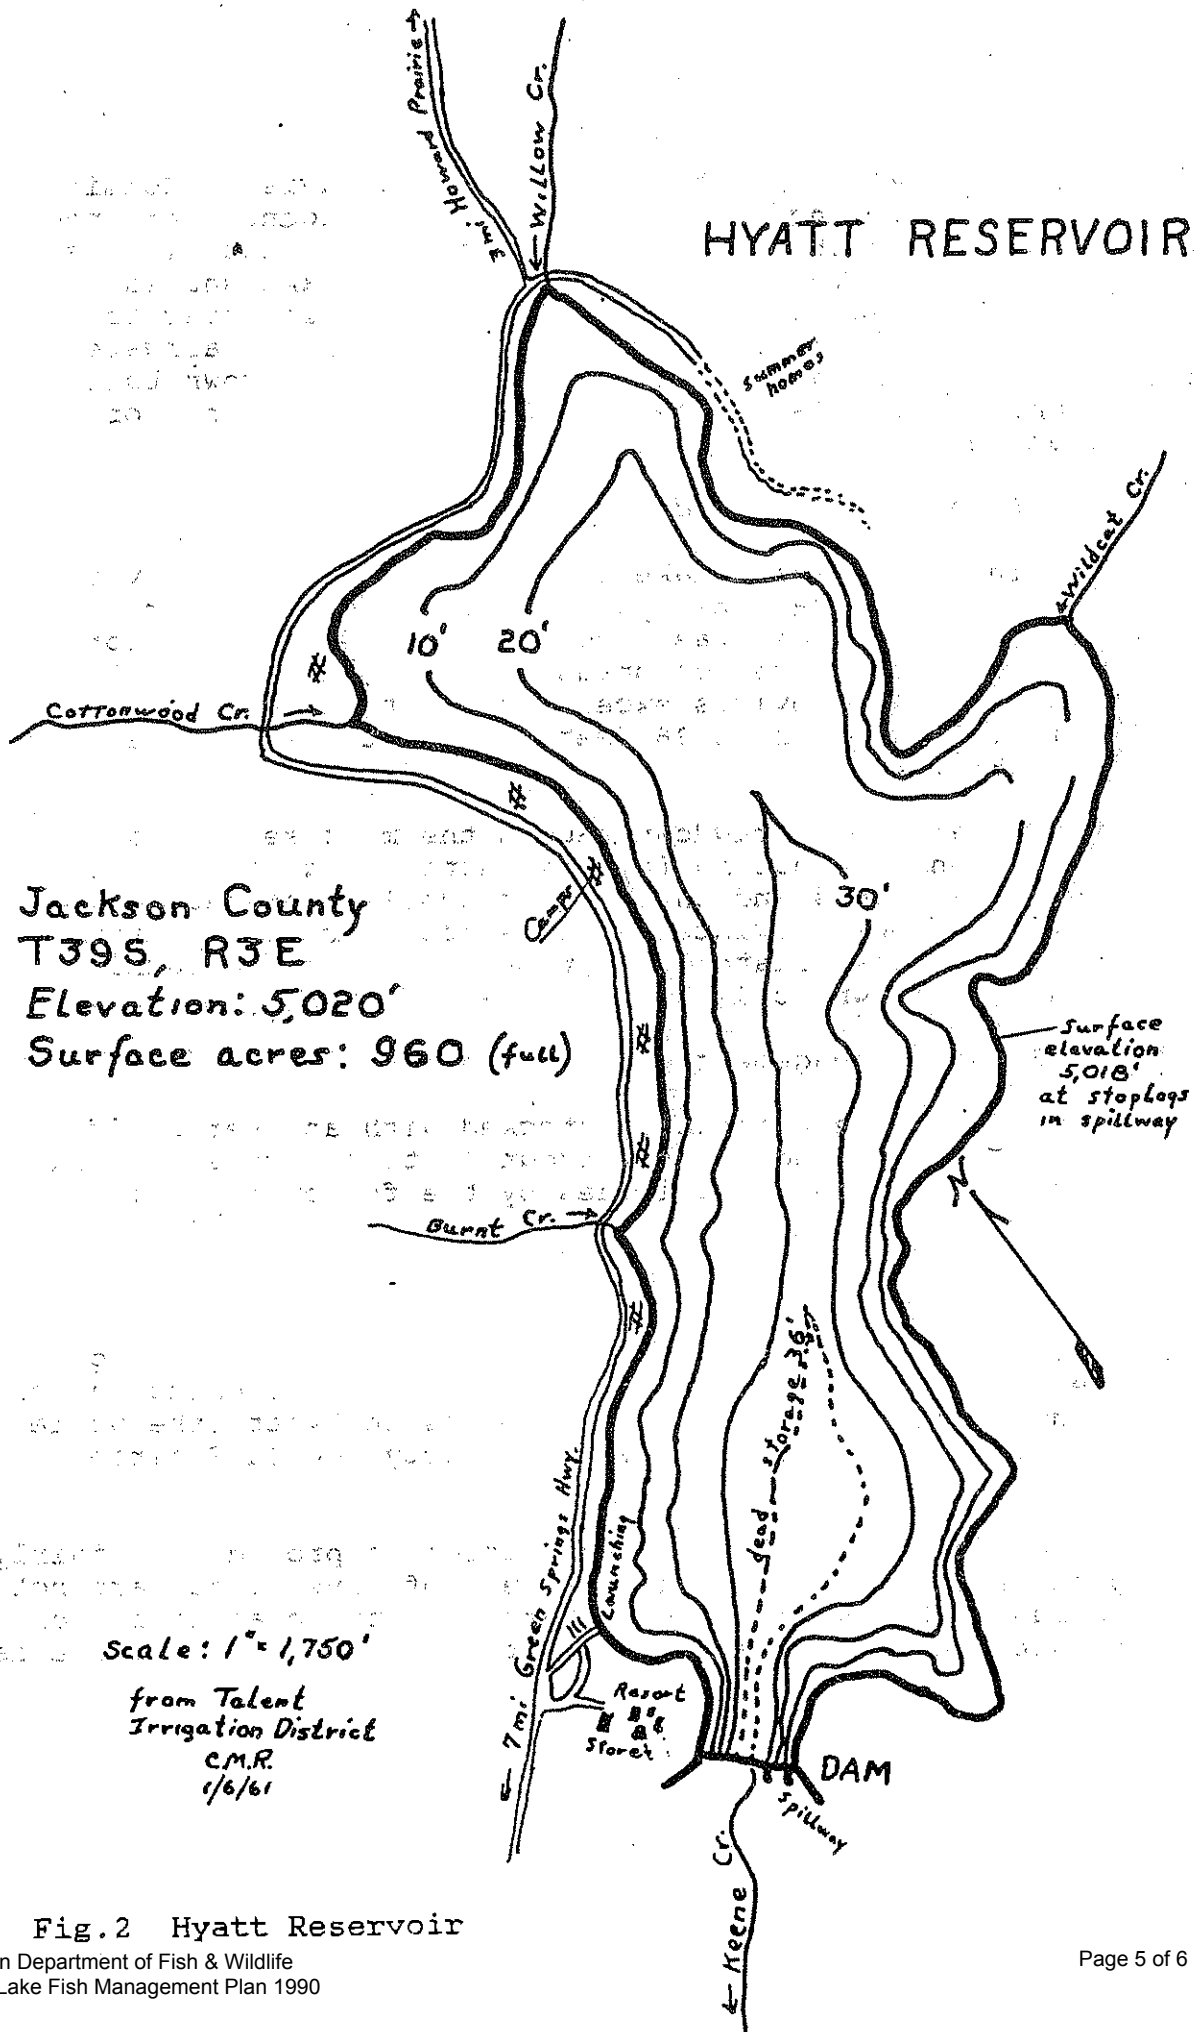 HYATT RESERVOIR
3 mi Howard Prairie →
← Willow Cr.
summer
homes
← Wildcat Cr.
10'
20'
Cottonwood Cr. →
30'
Camps
Jackson County
T39S, R3E
Elevation: 5,020'
Surface acres: 960 (full)
Surface
elevation
5,018'
at stoplogs
in spillway
N
Burnt Cr. →
dead storage 36'
← 7 mi Green Springs Hwy.
Launching
Scale: 1" = 1,750'
from Talent
Irrigation District
C.M.R.
1/6/61
Resort
Store
DAM
Spillway
← Keene Cr.
Fig.2 Hyatt Reservoir
n Department of Fish & Wildlife
Lake Fish Management Plan 1990
Page 5 of 6